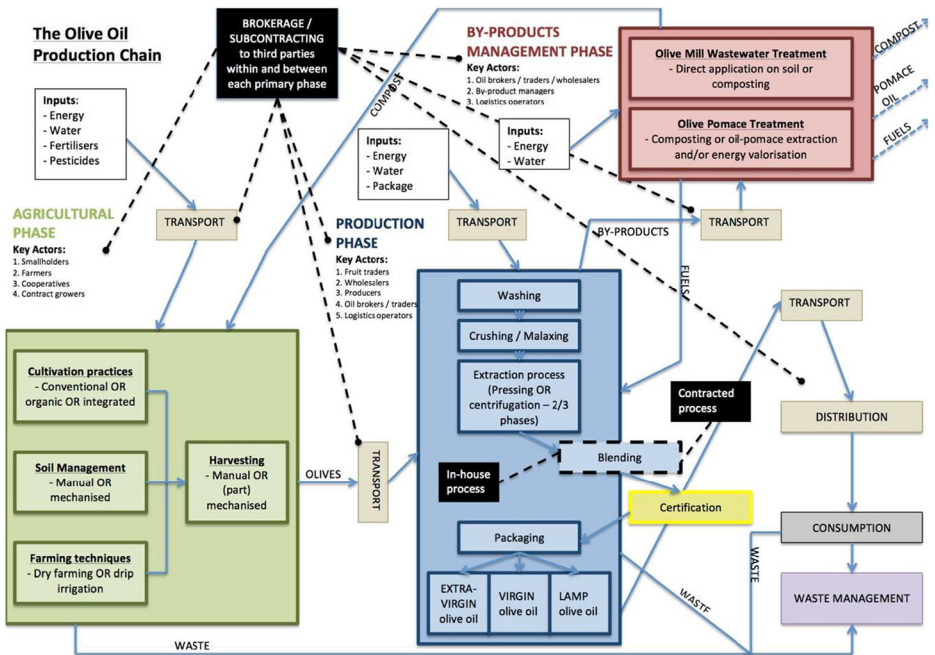 The Olive Oil
Production Chain
BROKERAGE /
SUBCONTRACTING
to third parties
within and between
each primary phase
BY-PRODUCTS
MANAGEMENT PHASE
Key Actors:
1. Oil brokers / traders / wholesalers
2. By-product managers
3. Logistics operators
Olive Mill Wastewater Treatment
- Direct application on soil or
composting
Olive Pomace Treatment
- Composting or oil-pomace extraction
and/or energy valorisation
COMPOST
POMACE
OIL
FUELS
Inputs:
- Energy
- Water
- Fertilisers
- Pesticides
COMPOST
Inputs:
- Energy
- Water
- Package
Inputs:
- Energy
- Water
AGRICULTURAL
PHASE
Key Actors:
1. Smallholders
2. Farmers
3. Cooperatives
4. Contract growers
TRANSPORT
PRODUCTION
PHASE
Key Actors:
1. Fruit traders
2. Wholesalers
3. Producers
4. Oil brokers / traders
5. Logistics operators
TRANSPORT
BY-PRODUCTS
TRANSPORT
FUELS
TRANSPORT
Washing
Crushing / Malaxing
Extraction process
(Pressing OR
centrifugation – 2/3
phases)
Contracted
process
Blending
In-house
process
Certification
Packaging
EXTRA-
VIRGIN
olive oil
VIRGIN
olive oil
LAMP
olive oil
Cultivation practices
- Conventional OR
organic OR integrated
Soil Management
- Manual OR
mechanised
Farming techniques
- Dry farming OR drip
irrigation
Harvesting
- Manual OR
(part)
mechanised
OLIVES
TRANSPORT
DISTRIBUTION
CONSUMPTION
WASTE
WASTE
WASTE MANAGEMENT
WASTE